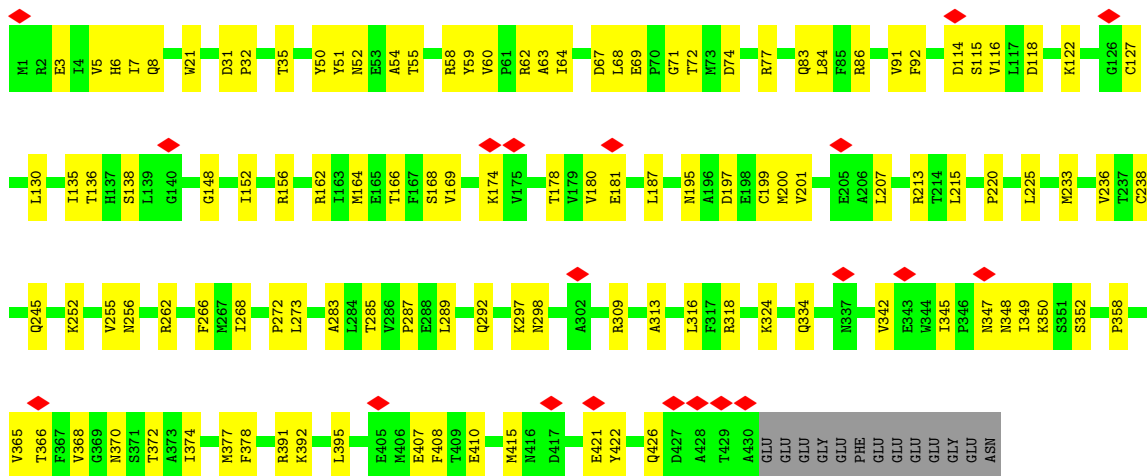 M1 R2 E3 I4 V5 H6 I7 Q8 W21 D31 P32 T35 Y50 Y51 N52 E53 A54 T55 R58 Y59 V60 P61 R62 A63 I64 D67 L68 E69 P70 G71 T72 M73 D74 R77 Q83 L84 F85 R86 V91 F92 D114 S115 V116 L117 D118 K122 G126 C127
L130 I135 T136 H137 S138 L139 G140 G148 I152 R156 R162 I163 M164 E165 T166 F167 S168 V169 K174 V175 T178 V179 V180 E181 L187 N195 A196 D197 E198 C199 M200 V201 E205 A206 L207 R213 T214 L215 P220 L225 M233 V236 T237 C238
Q245 K252 V255 N256 R262 F266 M267 I268 P272 L273 A283 L284 T285 V286 P287 E288 L289 Q292 K297 N298 A302 R309 A313 L316 F317 R318 K324 Q334 N337 V342 E343 W344 I345 P346 N347 N348 I349 K350 S351 S352 P358
V365 T366 F367 V368 G369 N370 S371 T372 A373 I374 M377 F378 R391 K392 L395 E405 M406 E407 F408 T409 E410 M415 N416 D417 E421 Y422 Q426 D427 A428 T429 A430 GLU GLU GLU GLY GLU PHE GLU GLU GLU GLU GLY GLU ASN